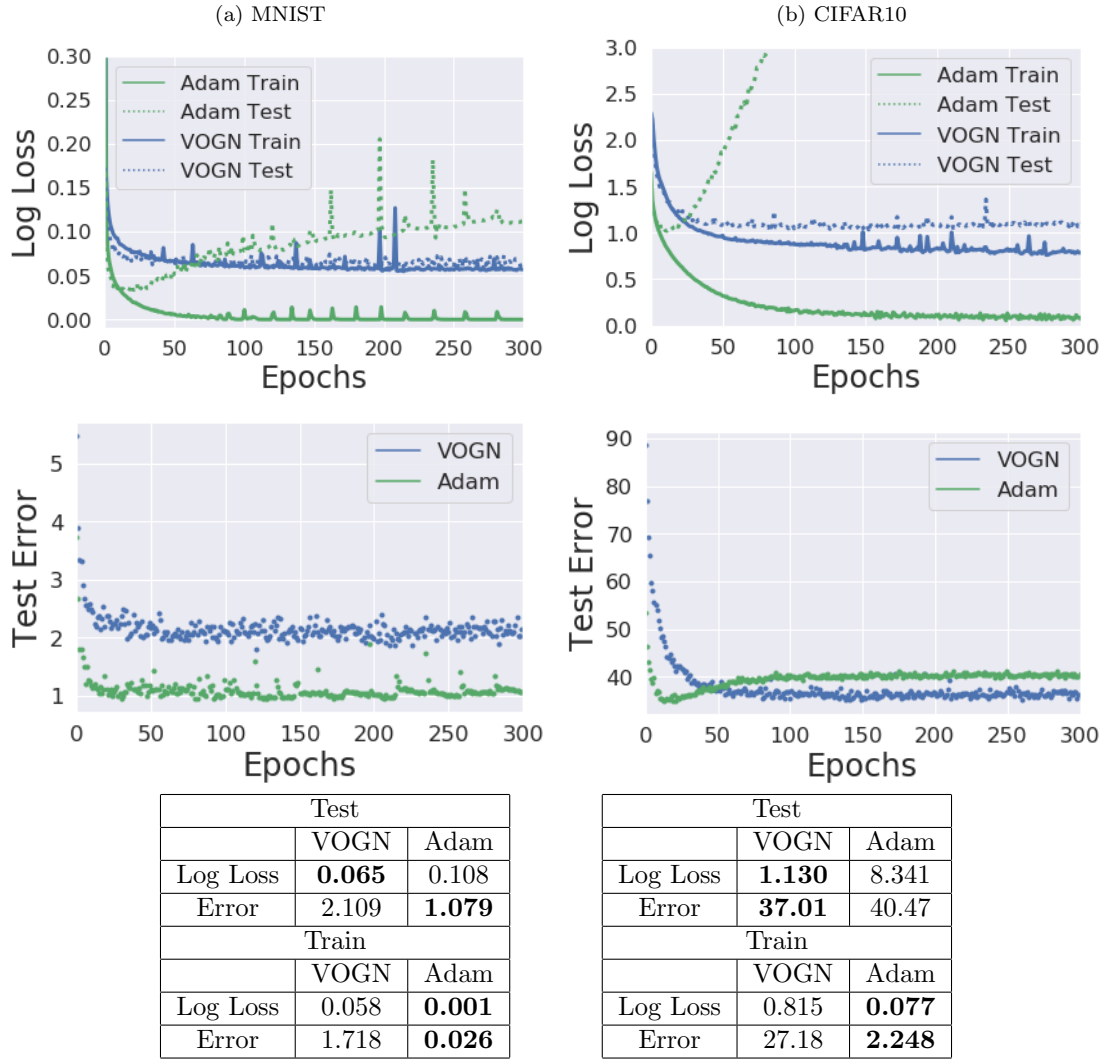 (a) MNIST
0.30
0.25
0.20
0.15
0.10
0.05
0.00
Log Loss
Adam Train
Adam Test
VOGN Train
VOGN Test
0 50 100 150 200 250 300
Epochs
(b) CIFAR10
3.0
2.5
2.0
1.5
1.0
0.5
0.0
Log Loss
Adam Train
Adam Test
VOGN Train
VOGN Test
0 50 100 150 200 250 300
Epochs
5
4
3
2
1
Test Error
VOGN
Adam
0 50 100 150 200 250 300
Epochs
90
80
70
60
50
40
Test Error
VOGN
Adam
0 50 100 150 200 250 300
Epochs
Test
VOGN Adam
Log Loss 0.065 0.108
Error 2.109 1.079
Train
VOGN Adam
Log Loss 0.058 0.001
Error 1.718 0.026
Test
VOGN Adam
Log Loss 1.130 8.341
Error 37.01 40.47
Train
VOGN Adam
Log Loss 0.815 0.077
Error 27.18 2.248